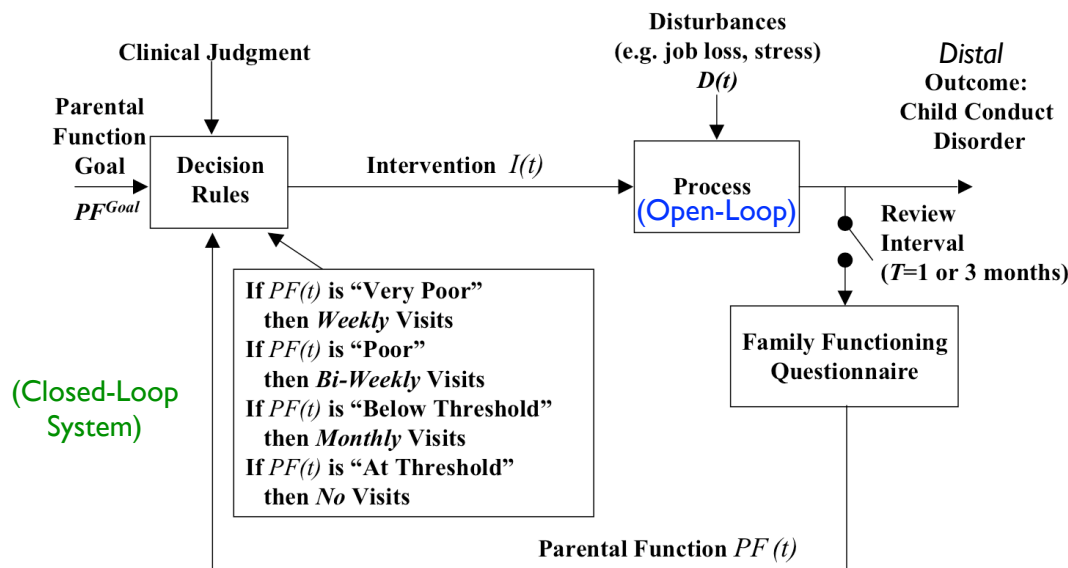 Clinical Judgment
Disturbances
(e.g. job loss, stress)
D(t)
Distal
Outcome:
Child Conduct
Disorder
Parental
Function
Goal
PF^Goal
Decision
Rules
Intervention I(t)
Process
(Open-Loop)
Review
Interval
(T=1 or 3 months)
If PF(t) is “Very Poor”
then Weekly Visits
If PF(t) is “Poor”
then Bi-Weekly Visits
If PF(t) is “Below Threshold”
then Monthly Visits
If PF(t) is “At Threshold”
then No Visits
Family Functioning
Questionnaire
(Closed-Loop
System)
Parental Function PF (t)